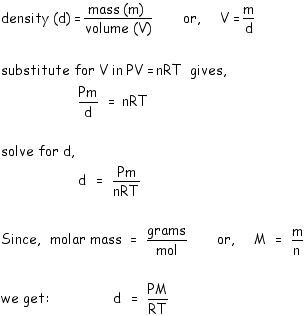 density (d) = mass (m) / volume (V) or, V = m / d
substitute for V in PV = nRT gives,
Pm / d = nRT
solve for d,
d = Pm / nRT
Since, molar mass = grams / mol or, M = m / n
we get: d = PM / RT